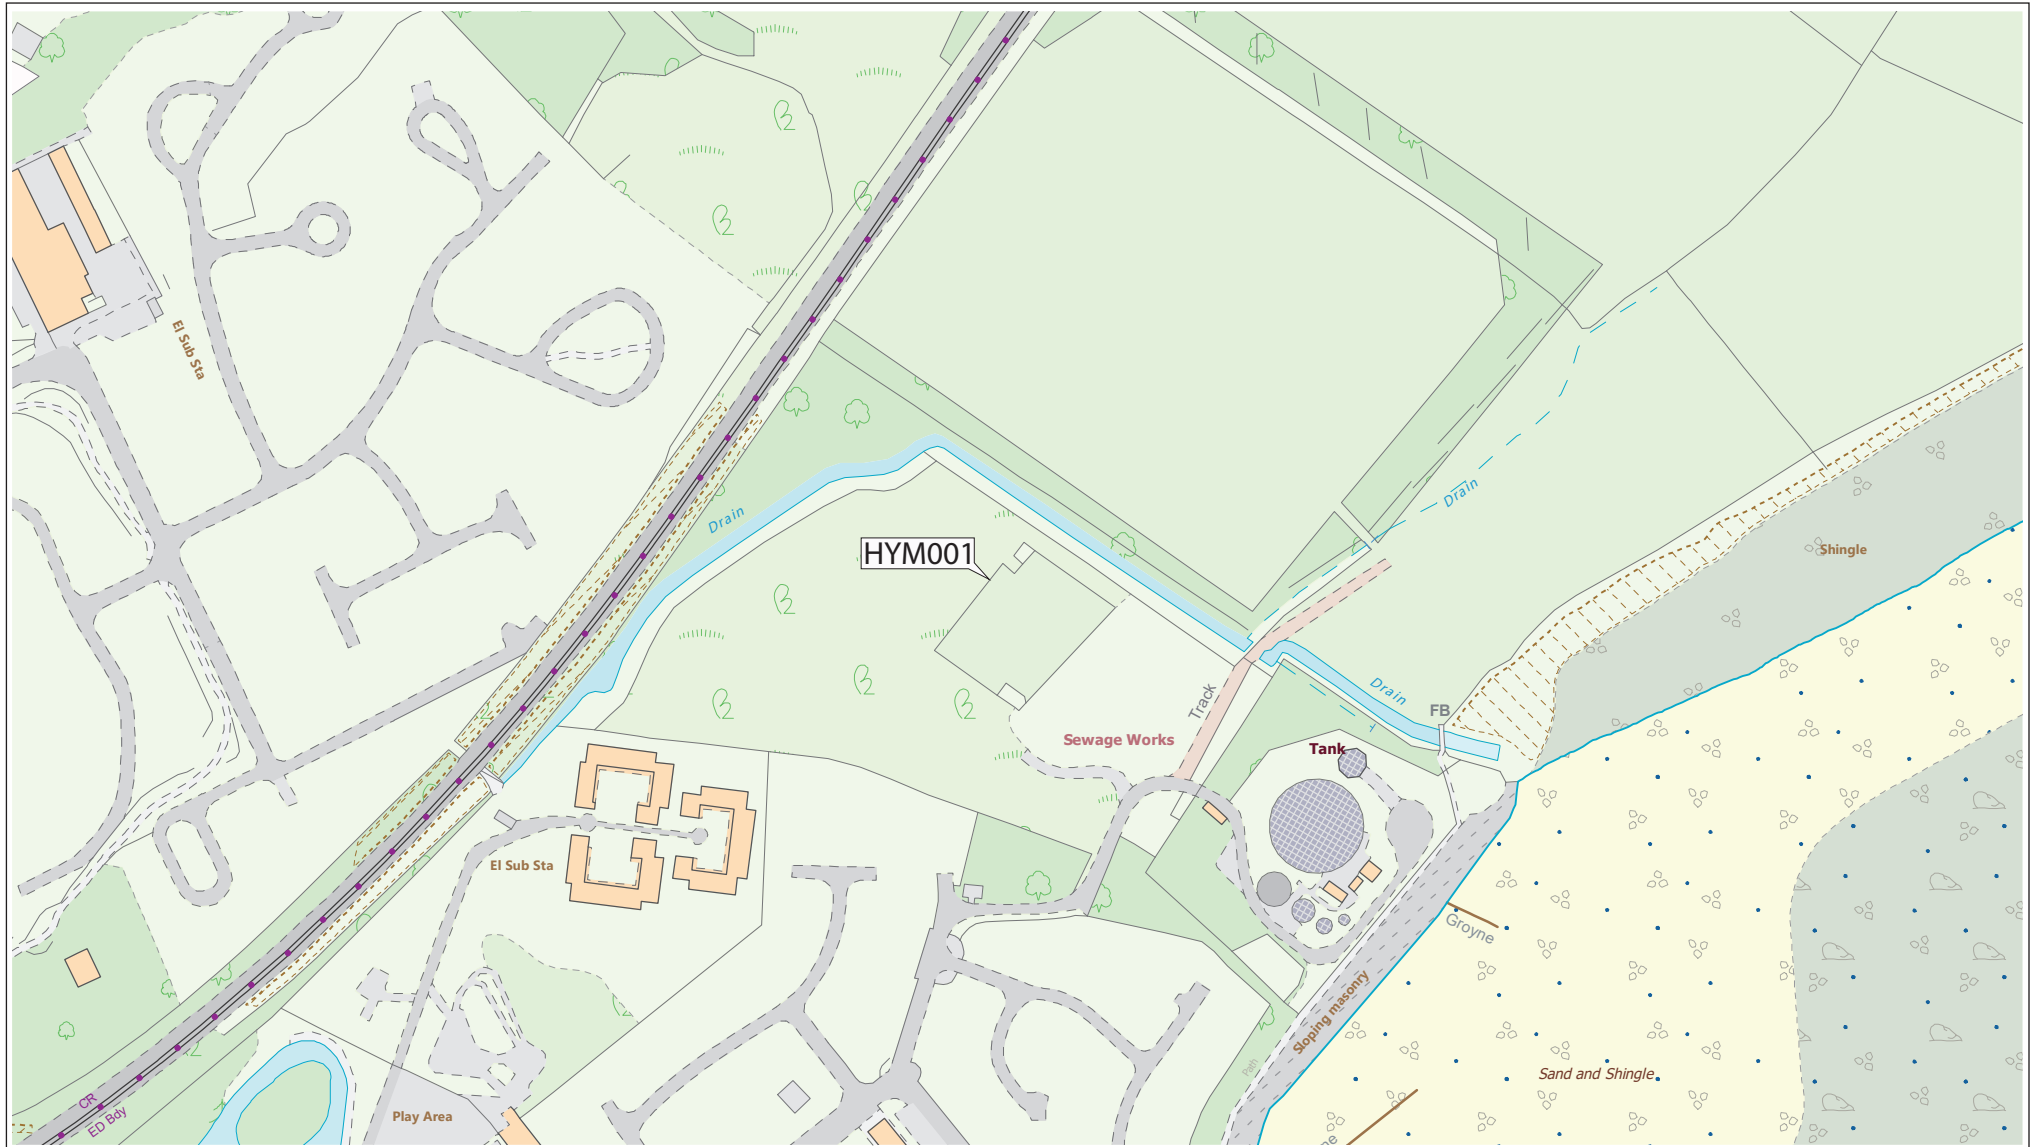 El Sub Sta
Drain
Drain
HYM001
Shingle
Drain
Track
FB
Sewage Works
Tank
El Sub Sta
Groyne
Sloping masonry
Path
Sand and Shingle
CR
ED Bdy
Play Area